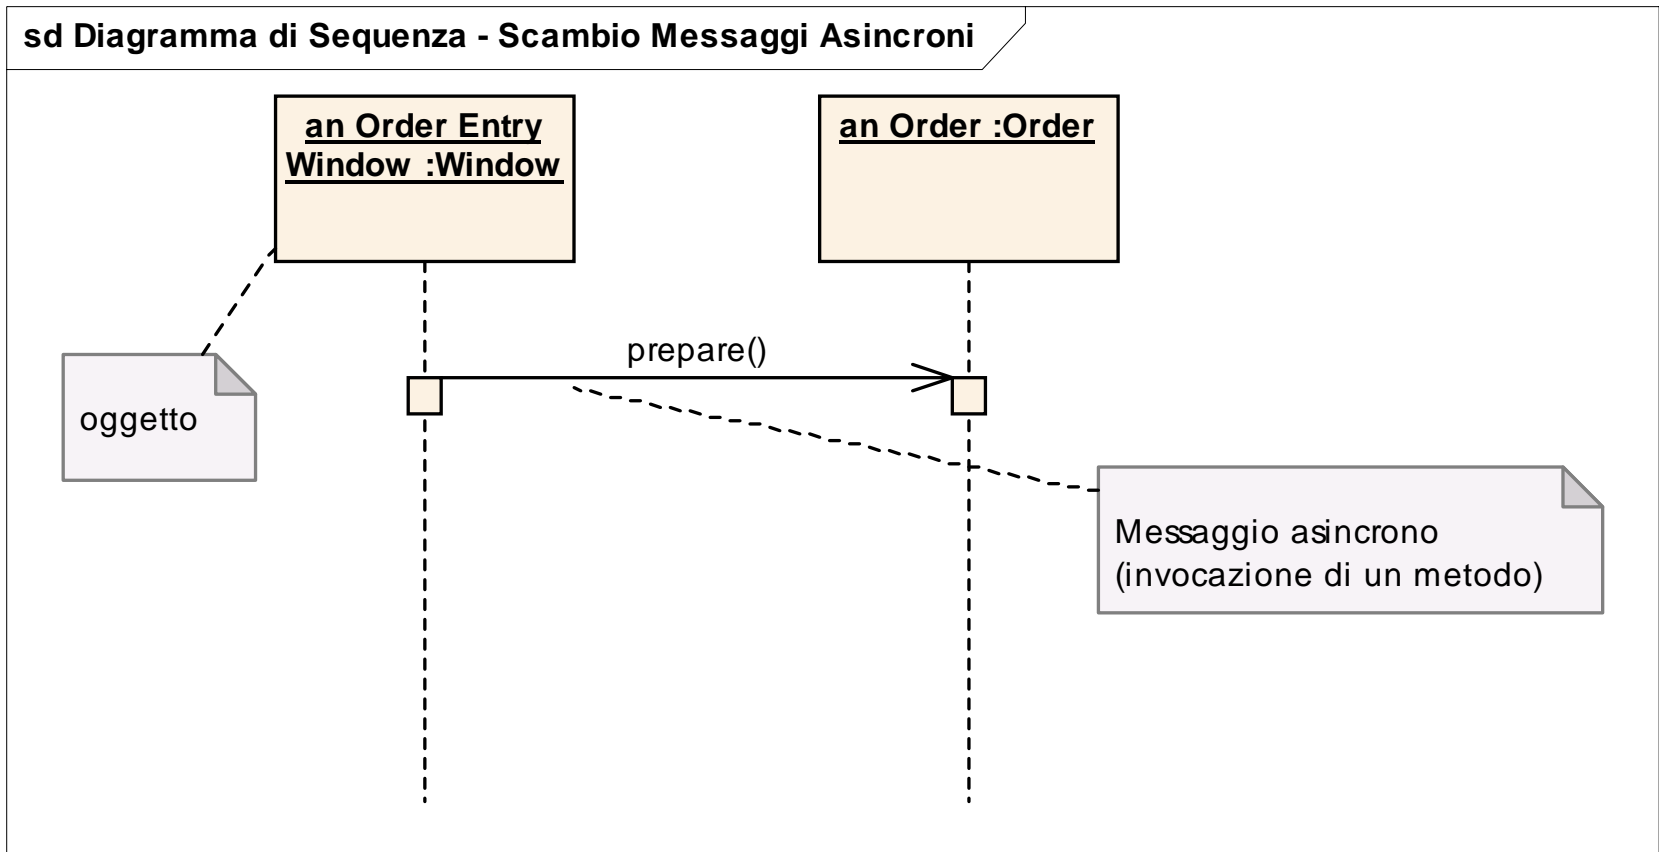 sd Diagramma di Sequenza - Scambio Messaggi Asincroni
an Order Entry
Window :Window
an Order :Order
prepare()
oggetto
Messaggio asincrono
(invocazione di un metodo)